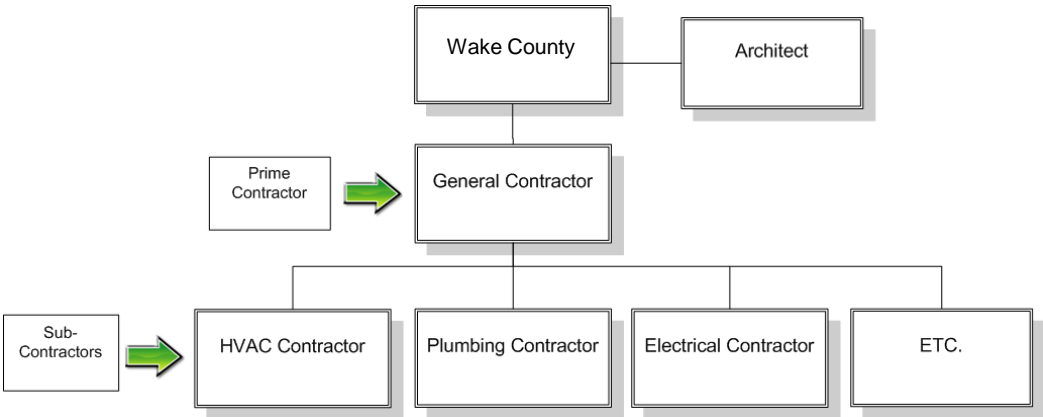 Wake County
Architect
Prime
Contractor
General Contractor
Sub-
Contractors
HVAC Contractor
Plumbing Contractor
Electrical Contractor
ETC.